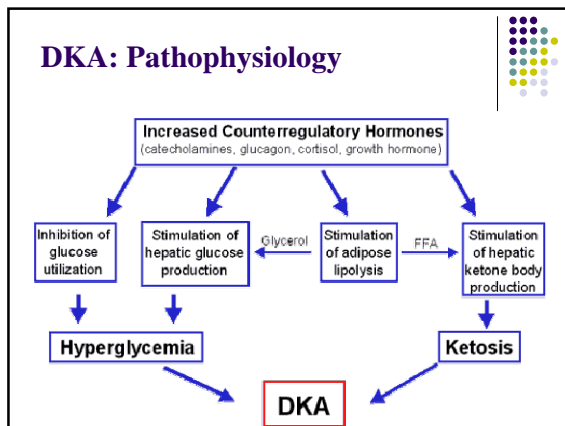 DKA: Pathophysiology
Increased Counterregulatory Hormones
(catecholamines, glucagon, cortisol, growth hormone)
Inhibition of
glucose
utilization
Stimulation of
hepatic glucose
production
Glycerol
Stimulation
of adipose
lipolysis
FFA
Stimulation
of hepatic
ketone body
production
Hyperglycemia
Ketosis
DKA